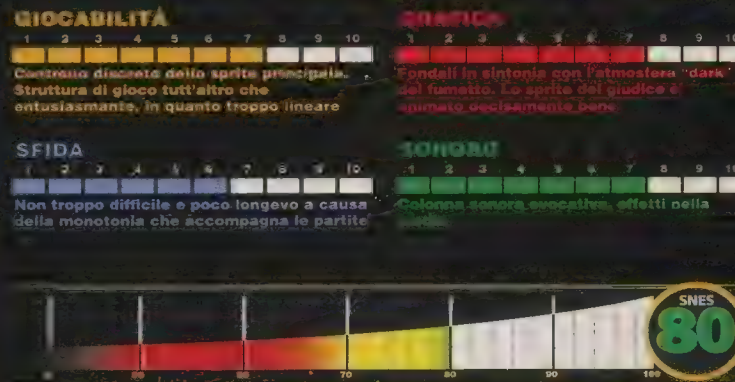 GIOCABILITÀ
1 2 3 4 5 6 7 8 9 10
Controllo discreto dello sprite principale.
Struttura di gioco tutt'altro che
entusiasmante, in quanto troppo lineare
GRAFICA
1 2 3 4 5 6 7 8 9 10
Fondali in sintonia con l'atmosfera "dark"
del fumetto. Lo sprite del giudice è
animato decisamente bene
SFIDA
1 2 3 4 5 6 7 8 9 10
Non troppo difficile e poco longevo a causa
della monotonia che accompagna le partite
SONORO
1 2 3 4 5 6 7 8 9 10
Colonna sonora evocativa, effetti nella
70 80 90 100
SNES
80